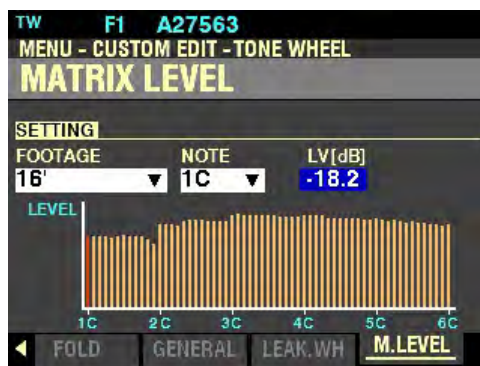 TW F1 A27563
MENU - CUSTOM EDIT - TONE WHEEL
MATRIX LEVEL
SETTING
FOOTAGE NOTE LV[dB]
16' ▼ 1C ▼ -18.2
LEVEL
1C 2C 3C 4C 5C 6C
◀ FOLD GENERAL LEAK.WH M.LEVEL